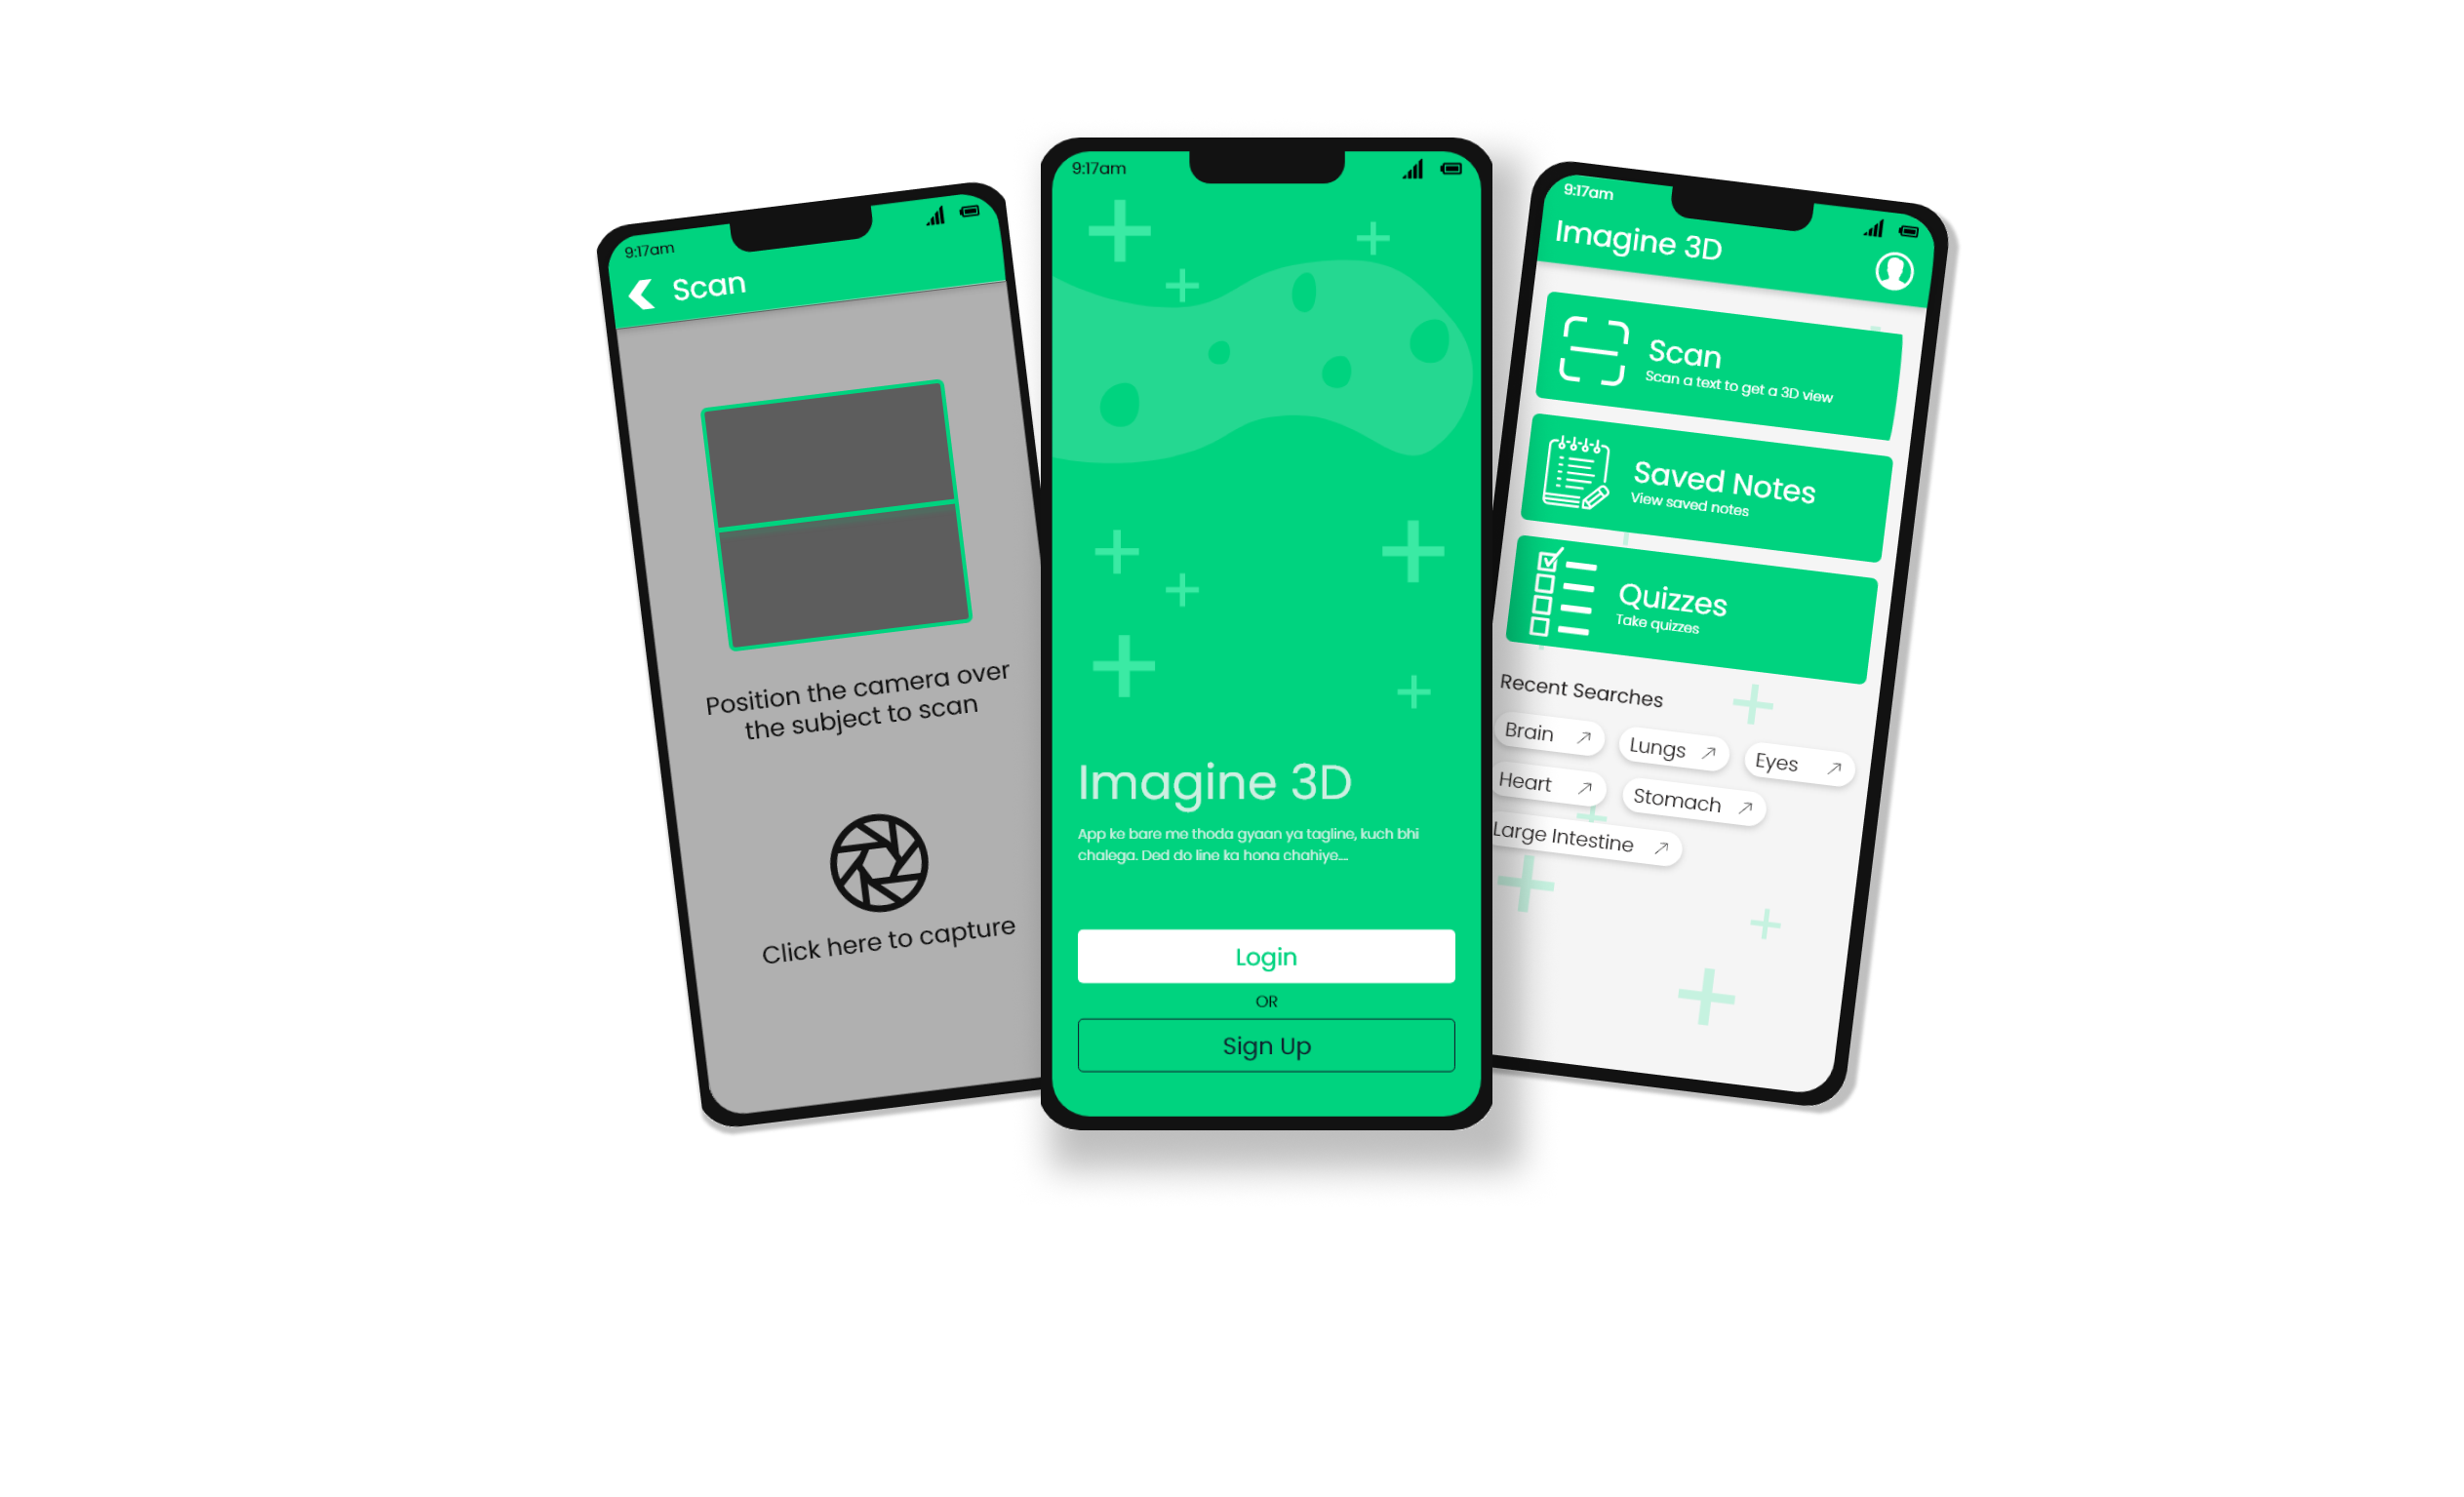 9:17am
Scan
Position the camera over
the subject to scan
Click here to capture
9:17am
Imagine 3D
App ke bare me thoda gyaan ya tagline, kuch bhi
chalega. Ded do line ka hona chahiye....
Login
OR
Sign Up
9:17am
Imagine 3D
Scan
Scan a text to get a 3D view
Saved Notes
View saved notes
Quizzes
Take quizzes
Recent Searches
Brain Lungs Eyes
Heart Stomach
Large Intestine